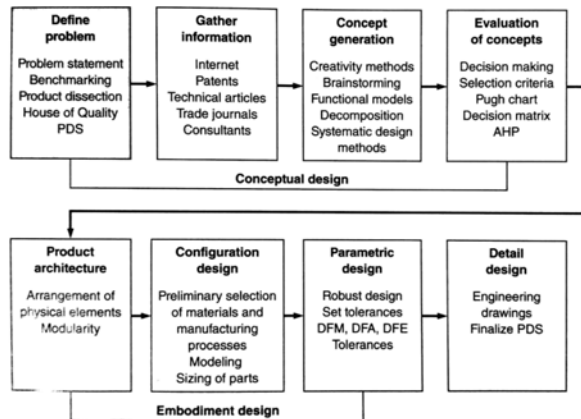 Define
problem
Problem statement
Benchmarking
Product dissection
House of Quality
PDS
Gather
information
Internet
Patents
Technical articles
Trade journals
Consultants
Concept
generation
Creativity methods
Brainstorming
Functional models
Decomposition
Systematic design
methods
Evaluation
of concepts
Decision making
Selection criteria
Pugh chart
Decision matrix
AHP
Conceptual design
Product
architecture
Arrangement of
physical elements
Modularity
Configuration
design
Preliminary selection
of materials and
manufacturing
processes
Modeling
Sizing of parts
Parametric
design
Robust design
Set tolerances
DFM, DFA, DFE
Tolerances
Detail
design
Engineering
drawings
Finalize PDS
Embodiment design